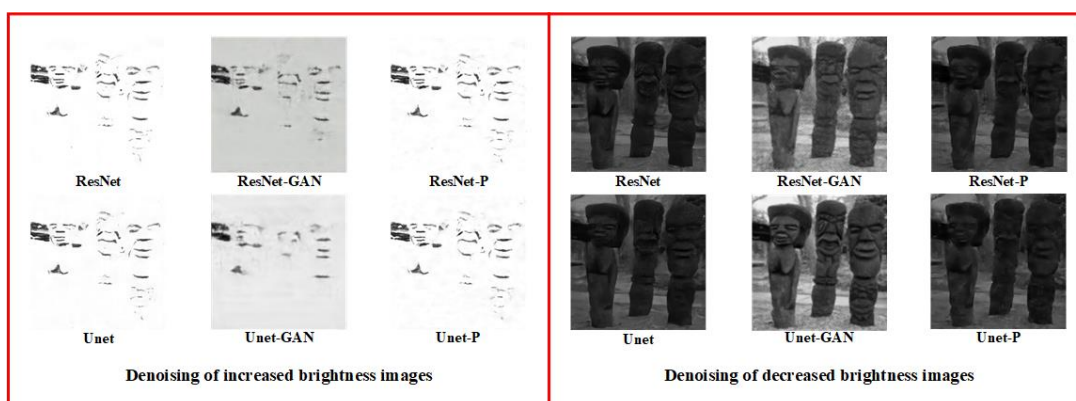 ResNet
ResNet-GAN
ResNet-P
Unet
Unet-GAN
Unet-P
Denoising of increased brightness images
ResNet
ResNet-GAN
ResNet-P
Unet
Unet-GAN
Unet-P
Denoising of decreased brightness images